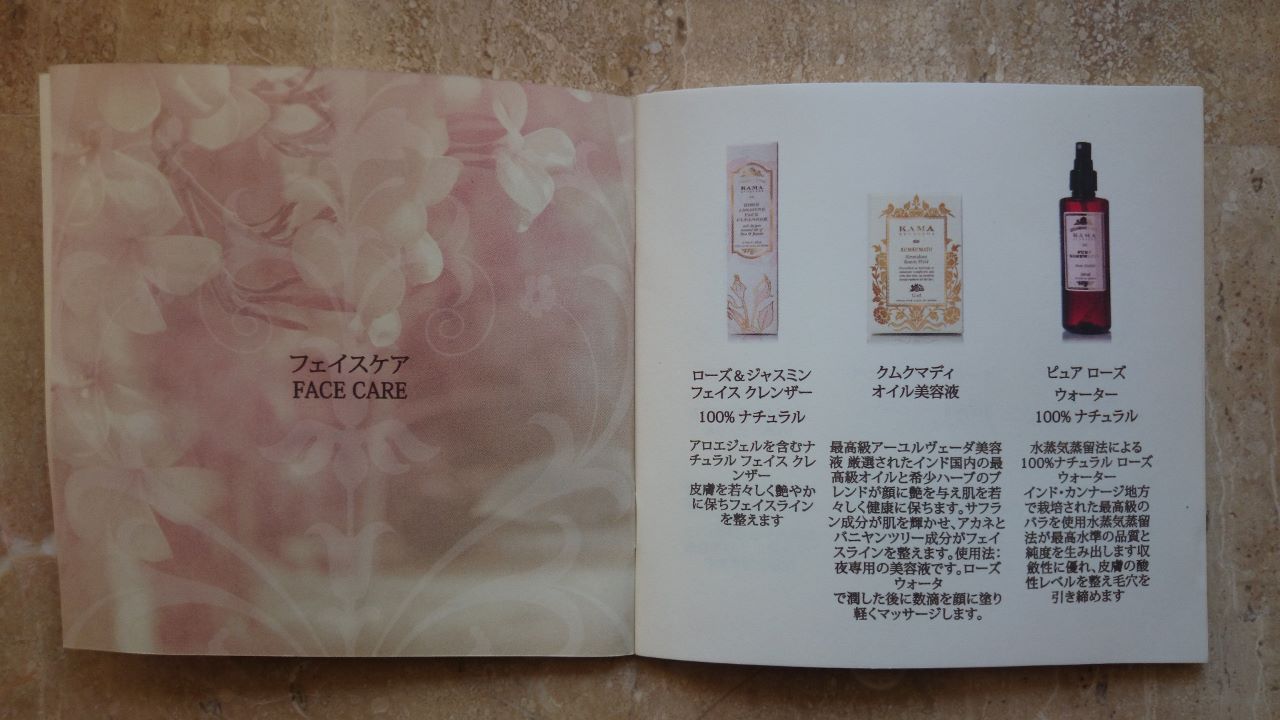 フェイスケア
FACE CARE
KAMA
ROSE
JASMINE
FACE
CLEANSER
KAMA
AYURVEDA
KUMKUMADI
KAMA
PURE
ROSEWATER
ローズ&ジャスミン
フェイス クレンザー
100% ナチュラル
アロエジェルを含むナ
チュラル フェイス クレ
ンザー
皮膚を若々しく艶やか
に保ちフェイスライン
を整えます
クムクマディ
オイル美容液
最高級アーユルヴェーダ美容
液 厳選されたインド国内の最
高級オイルと希少ハーブのブ
レンドが顔に艶を与え肌を若
々しく健康に保ちます。サフラ
ン成分が肌を輝かせ、アカネと
バニヤンツリー成分がフェイ
スラインを整えます。使用法:
夜専用の美容液です。ローズ
ウォータ
で潤した後に数滴を顔に塗り
軽くマッサージします。
ピュア ローズ
ウォーター
100% ナチュラル
水蒸気蒸留法による
100%ナチュラル ローズ
ウォーター
インド・カンナージ地方
で栽培された最高級の
バラを使用水蒸気蒸留
法が最高水準の品質と
純度を生み出します収
斂性に優れ、皮膚の酸
性レベルを整え毛穴を
引き締めます